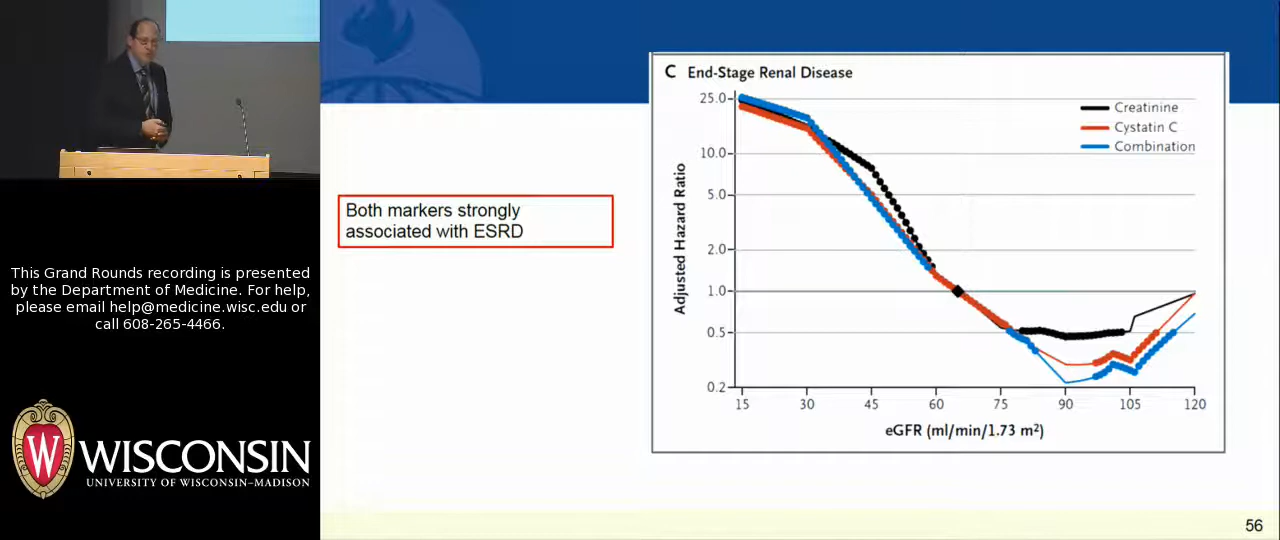 This Grand Rounds recording is presented
by the Department of Medicine. For help,
please email help@medicine.wisc.edu or
call 608-265-4466.
W
WISCONSIN
UNIVERSITY OF WISCONSIN–MADISON
Both markers strongly
associated with ESRD
C End-Stage Renal Disease
Creatinine
Cystatin C
Combination
Adjusted Hazard Ratio
25.0
10.0
5.0
2.0
1.0
0.5
0.2
15 30 45 60 75 90 105 120
eGFR (ml/min/1.73 m²)
56